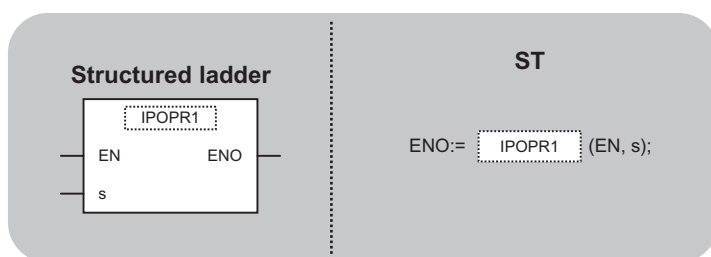 Structured ladder
IPOPR1
EN ENO
s
ST
ENO:= IPOPR1 (EN, s);